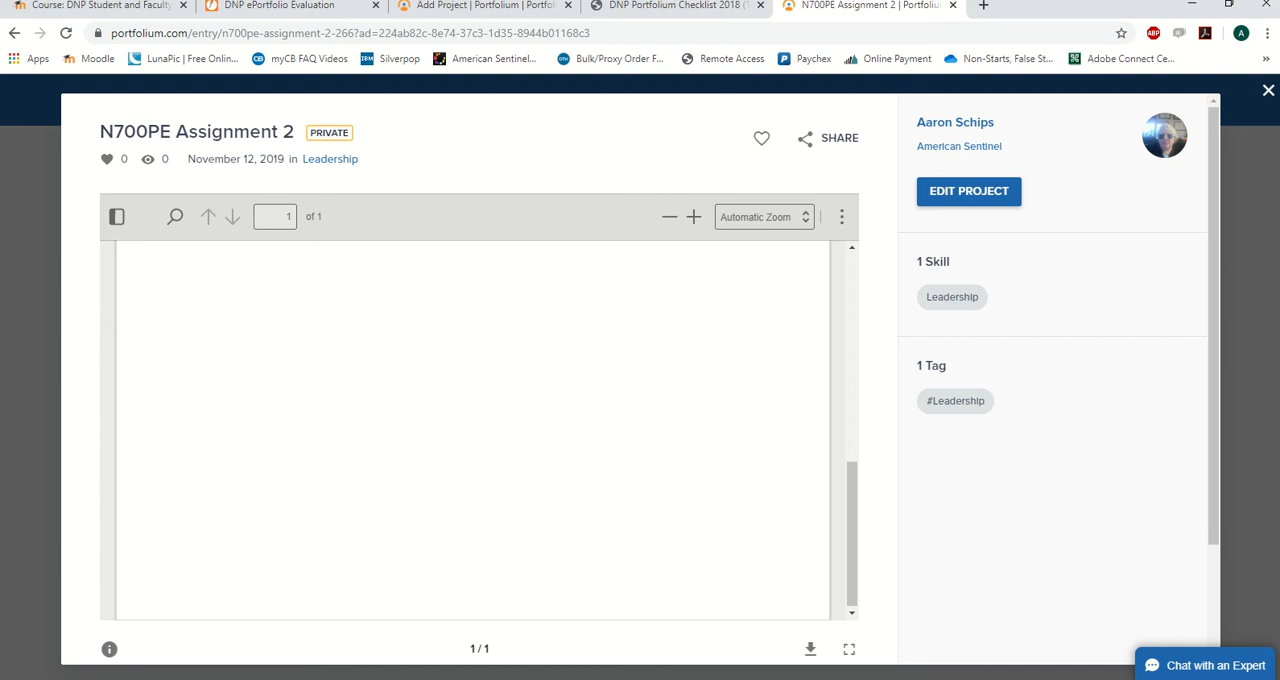 Course: DNP Student and Faculty
DNP ePortfolio Evaluation
Add Project | Portfolium | Portfoli
DNP Portfolium Checklist 2018 (1
N700PE Assignment 2 | Portfoliu
portfolium.com/entry/n700pe-assignment-2-266?ad=224ab82c-8e74-37c3-1d35-8944b01168c3
ABP
A
Apps
Moodle
LunaPic | Free Onlin...
CB
myCB FAQ Videos
IBM
Silverpop
American Sentinel...
Bulk/Proxy Order F...
Remote Access
P
Paychex
Online Payment
Non-Starts, False St...
Adobe Connect Ce...
»
N700PE Assignment 2
PRIVATE
SHARE
0
0
November 12, 2019 in Leadership
1
of 1
Automatic Zoom
1/1
Aaron Schips
American Sentinel
EDIT PROJECT
1 Skill
Leadership
1 Tag
#Leadership
Chat with an Expert